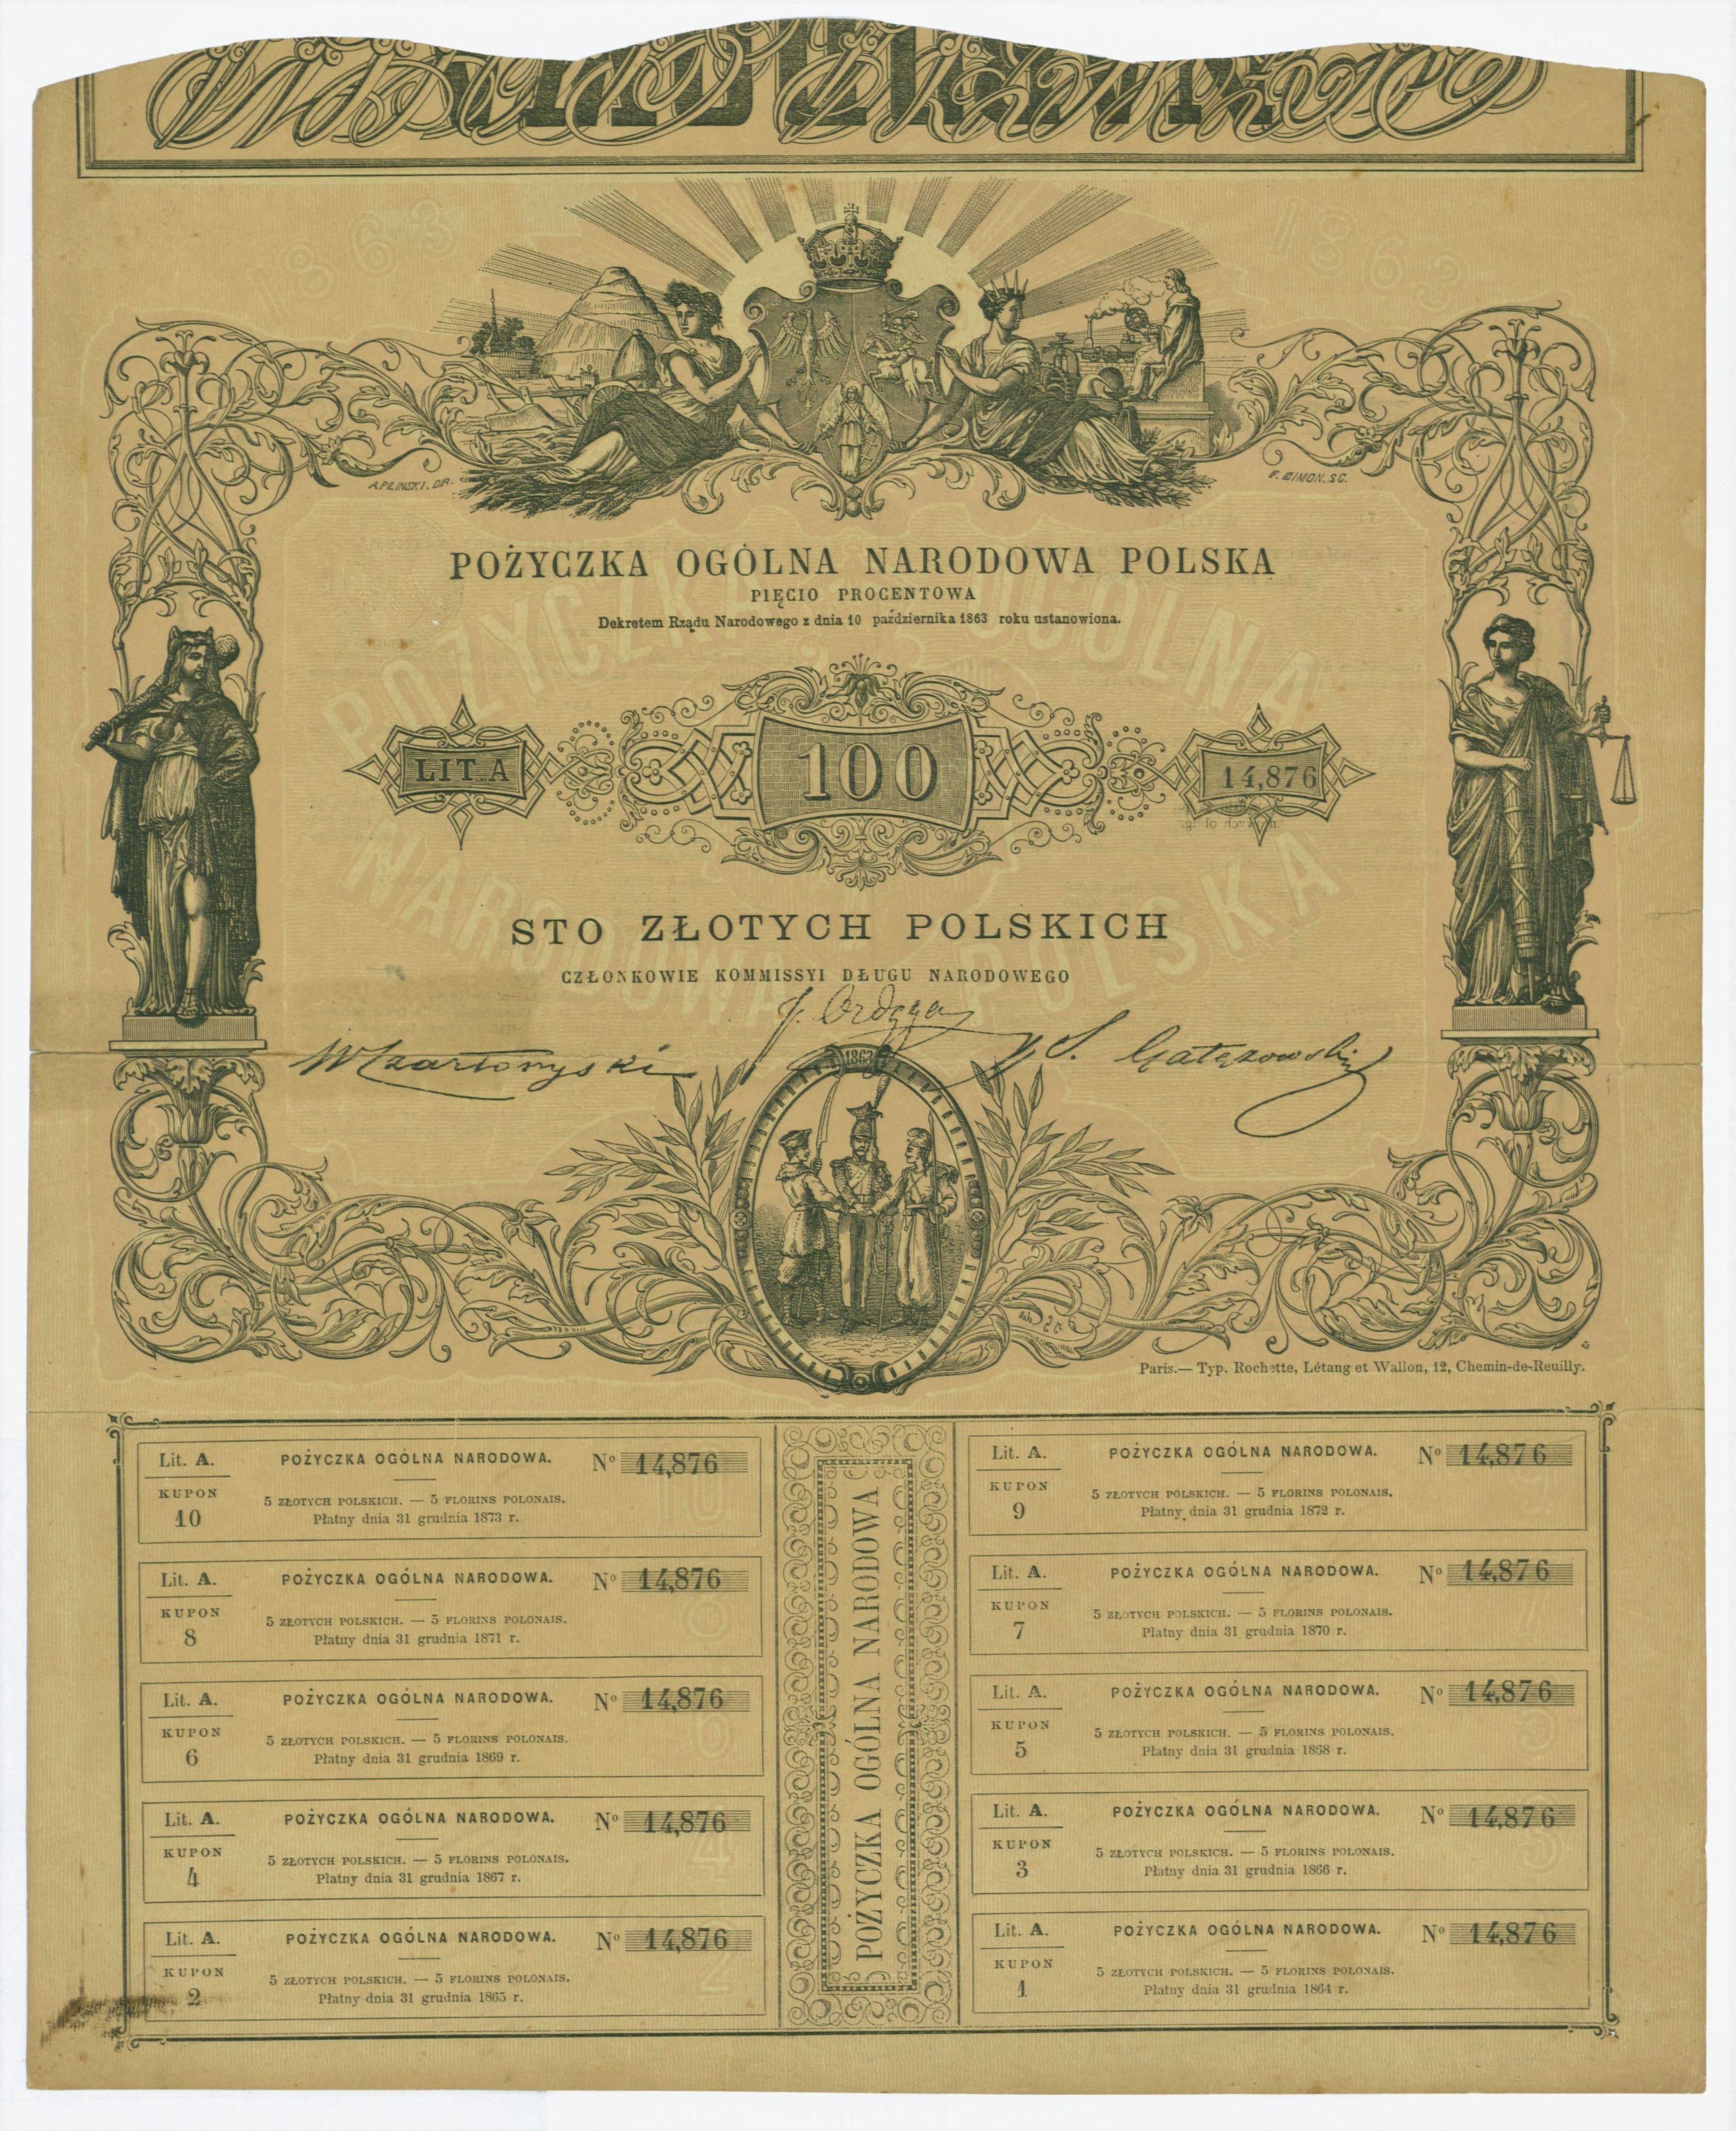 1863
1863
A. PILINSKI. DIR.
F. SIMON. SC.
POŻYCZKA OGÓLNA NARODOWA POLSKA
PIĘCIO PROCENTOWA
Dekretem Rządu Narodowego z dnia 10 października 1863 roku ustanowiona.
POŻYCZKA OGÓLNA
LIT. A
100
14,876
NARODOWA POLSKA
STO ZŁOTYCH POLSKICH
CZŁONKOWIE KOMMISSYI DŁUGU NARODOWEGO
J. Ordęga
W Czartoryski
S. Gałęzowski
1863
Paris.— Typ. Rochette, Létang et Wallon, 12, Chemin-de-Reuilly.
Lit. A. POŻYCZKA OGÓLNA NARODOWA. Nº 14,876
KUPON
5 ZŁOTYCH POLSKICH. — 5 FLORINS POLONAIS.
10 Płatny dnia 31 grudnia 1873 r.
Lit. A. POŻYCZKA OGÓLNA NARODOWA. Nº 14,876
KUPON
5 ZŁOTYCH POLSKICH. — 5 FLORINS POLONAIS.
9 Płatny dnia 31 grudnia 1872 r.
Lit. A. POŻYCZKA OGÓLNA NARODOWA. Nº 14,876
KUPON
5 ZŁOTYCH POLSKICH. — 5 FLORINS POLONAIS.
8 Płatny dnia 31 grudnia 1871 r.
Lit. A. POŻYCZKA OGÓLNA NARODOWA. Nº 14,876
KUPON
5 ZŁOTYCH POLSKICH. — 5 FLORINS POLONAIS.
7 Płatny dnia 31 grudnia 1870 r.
Lit. A. POŻYCZKA OGÓLNA NARODOWA. Nº 14,876
KUPON
5 ZŁOTYCH POLSKICH. — 5 FLORINS POLONAIS.
6 Płatny dnia 31 grudnia 1869 r.
Lit. A. POŻYCZKA OGÓLNA NARODOWA. Nº 14,876
KUPON
5 ZŁOTYCH POLSKICH. — 5 FLORINS POLONAIS.
5 Płatny dnia 31 grudnia 1868 r.
Lit. A. POŻYCZKA OGÓLNA NARODOWA. Nº 14,876
KUPON
5 ZŁOTYCH POLSKICH. — 5 FLORINS POLONAIS.
4 Płatny dnia 31 grudnia 1867 r.
Lit. A. POŻYCZKA OGÓLNA NARODOWA. Nº 14,876
KUPON
5 ZŁOTYCH POLSKICH. — 5 FLORINS POLONAIS.
3 Płatny dnia 31 grudnia 1866 r.
Lit. A. POŻYCZKA OGÓLNA NARODOWA. Nº 14,876
KUPON
5 ZŁOTYCH POLSKICH. — 5 FLORINS POLONAIS.
2 Płatny dnia 31 grudnia 1865 r.
Lit. A. POŻYCZKA OGÓLNA NARODOWA. Nº 14,876
KUPON
5 ZŁOTYCH POLSKICH. — 5 FLORINS POLONAIS.
1 Płatny dnia 31 grudnia 1864 r.
POŻYCZKA OGÓLNA NARODOWA